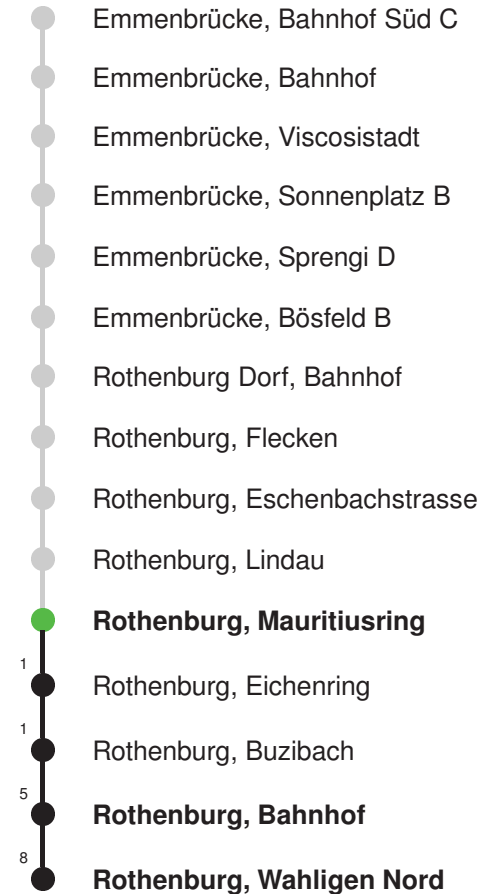 Emmenbrücke, Bahnhof Süd C
Emmenbrücke, Bahnhof
Emmenbrücke, Viscosistadt
Emmenbrücke, Sonnenplatz B
Emmenbrücke, Sprengi D
Emmenbrücke, Bösfeld B
Rothenburg Dorf, Bahnhof
Rothenburg, Flecken
Rothenburg, Eschenbachstrasse
Rothenburg, Lindau
Rothenburg, Mauritiusring
1 Rothenburg, Eichenring
1 Rothenburg, Buzibach
5 Rothenburg, Bahnhof
8 Rothenburg, Wahligen Nord